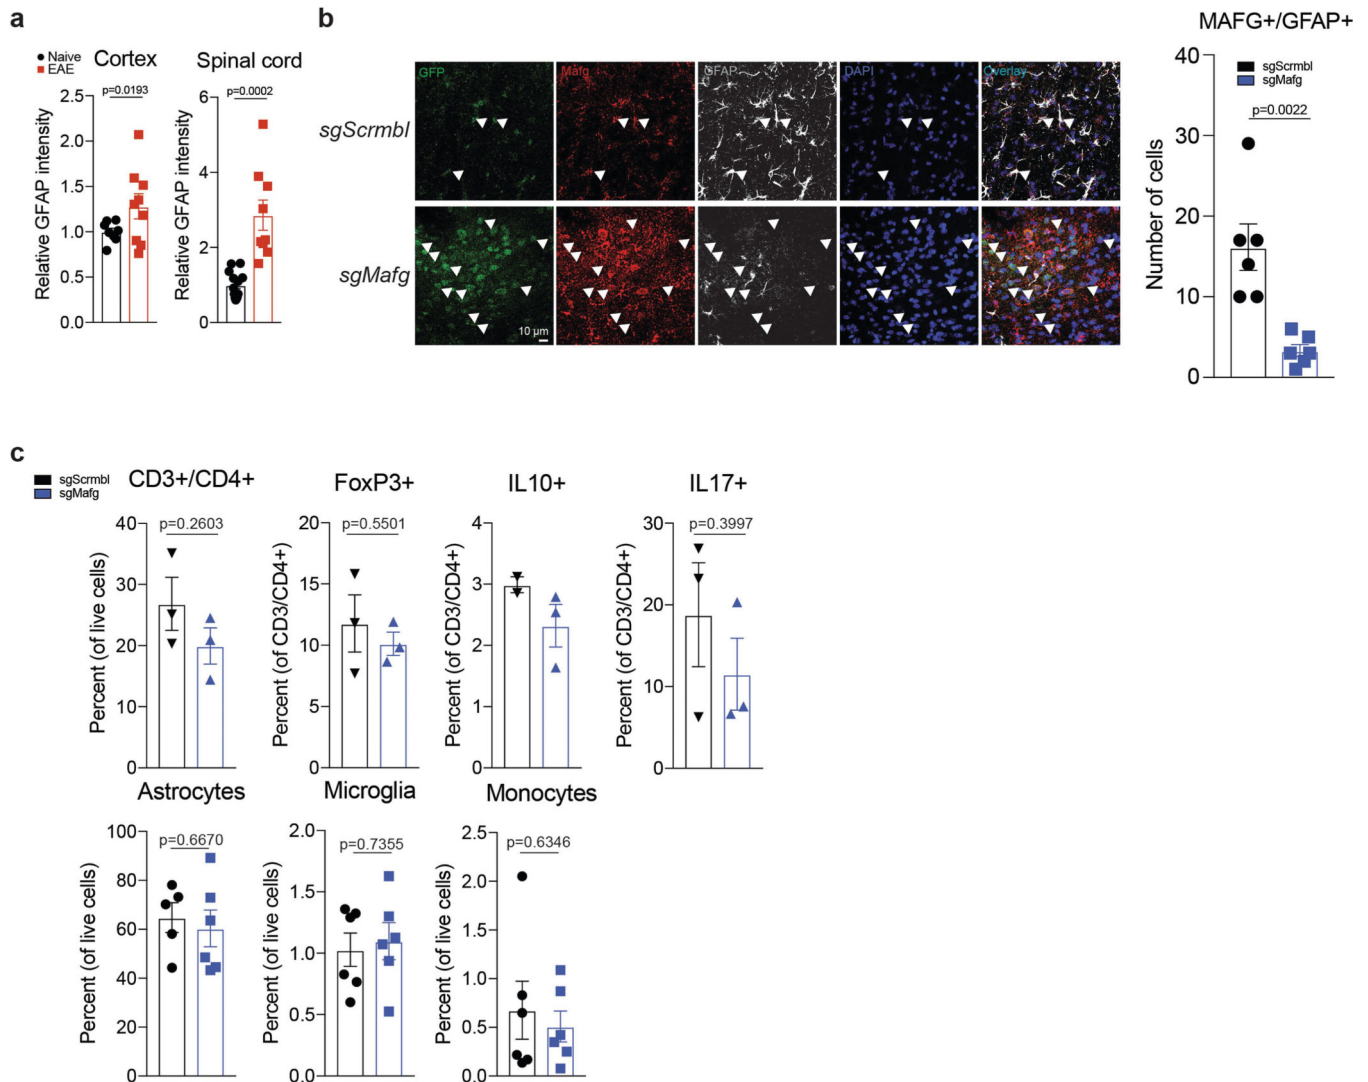 a
Naive
EAE
Cortex
Spinal cord
p=0.0193
p=0.0002
Relative GFAP intensity
2.5
2.0
1.5
1.0
0.5
0.0
Relative GFAP intensity
6
4
2
0
b
GFP
Mafg
GFAP
DAPI
Overlay
sgScrmbl
sgMafg
10 µm
MAFG+/GFAP+
sgScrmbl
sgMafg
p=0.0022
Number of cells
40
30
20
10
0
c
sgScrmbl
sgMafg
CD3+/CD4+
p=0.2603
Percent (of live cells)
40
30
20
10
0
FoxP3+
p=0.5501
Percent (of CD3/CD4+)
20
15
10
5
0
IL10+
Percent (of CD3/CD4+)
4
3
2
1
0
IL17+
p=0.3997
Percent (of CD3/CD4+)
30
20
10
0
Astrocytes
p=0.6670
Percent (of live cells)
100
80
60
40
20
0
Microglia
p=0.7355
Percent (of live cells)
2.0
1.5
1.0
0.5
0.0
Monocytes
p=0.6346
Percent (of live cells)
2.5
2.0
1.5
1.0
0.5
0.0